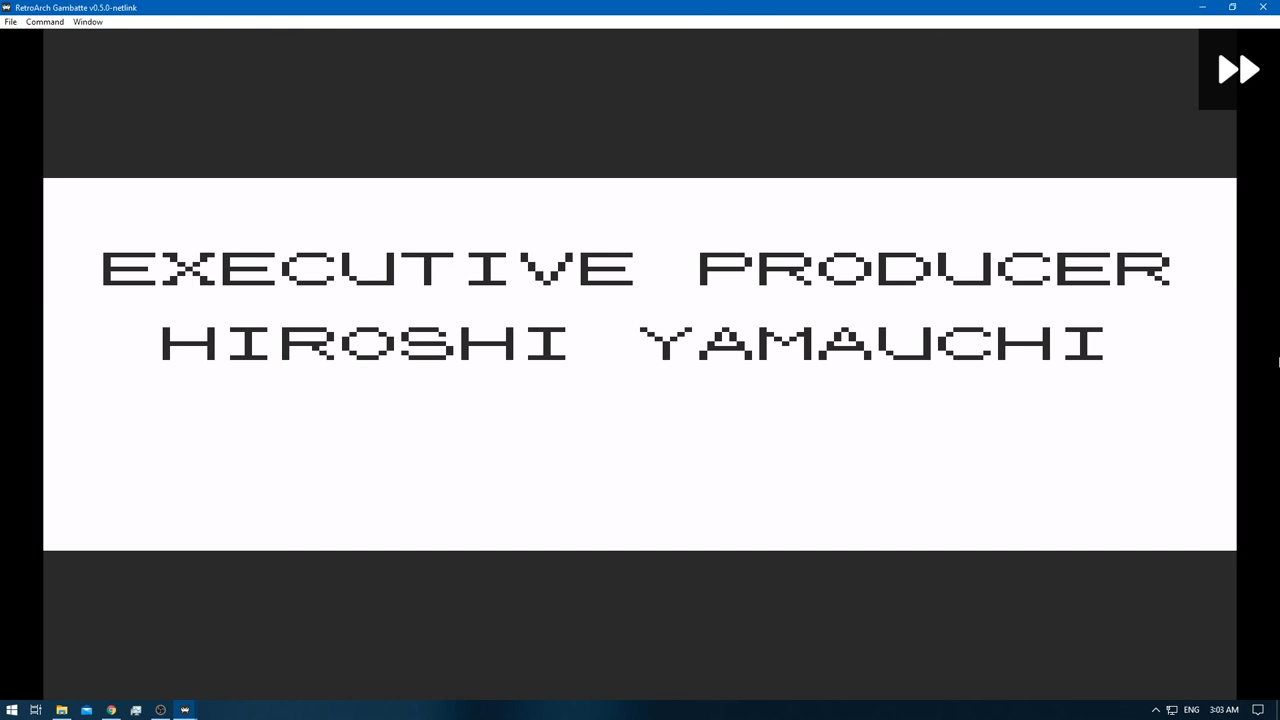 RetroArch Gambatte v0.5.0-netlink
File Command Window
EXECUTIVE PRODUCER
HIROSHI YAMAUCHI
ENG 3:03 AM